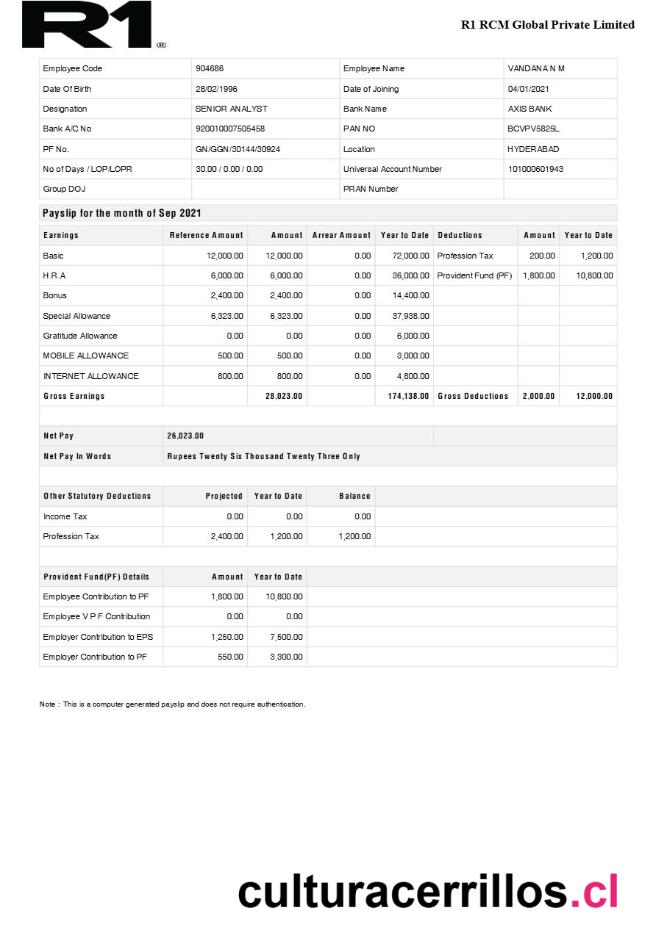 R1®
R1 RCM Global Private Limited
Employee Code 904686 Employee Name VANDANA N M
Date Of Birth 28/02/1996 Date of Joining 04/01/2021
Designation SENIOR ANALYST Bank Name AXIS BANK
Bank A/C No 920010007505458 PAN NO BCVPV5825L
PF No. GN/GGN/30144/30924 Location HYDERABAD
No of Days / LOP/LOPR 30.00 / 0.00 / 0.00 Universal Account Number 101000601943
Group DOJ PRAN Number
Payslip for the month of Sep 2021
Earnings Reference Amount Amount Arrear Amount Year to Date Deductions Amount Year to Date
Basic 12,000.00 12,000.00 0.00 72,000.00 Profession Tax 200.00 1,200.00
H.R.A 6,000.00 6,000.00 0.00 36,000.00 Provident Fund (PF) 1,800.00 10,800.00
Bonus 2,400.00 2,400.00 0.00 14,400.00
Special Allowance 6,323.00 6,323.00 0.00 37,938.00
Gratitude Allowance 0.00 0.00 0.00 6,000.00
MOBILE ALLOWANCE 500.00 500.00 0.00 3,000.00
INTERNET ALLOWANCE 800.00 800.00 0.00 4,800.00
Gross Earnings 28,023.00 174,138.00 Gross Deductions 2,000.00 12,000.00
Net Pay 26,023.00
Net Pay In Words Rupees Twenty Six Thousand Twenty Three Only
Other Statutory Deductions Projected Year to Date Balance
Income Tax 0.00 0.00 0.00
Profession Tax 2,400.00 1,200.00 1,200.00
Provident Fund(PF) Details Amount Year to Date
Employee Contribution to PF 1,800.00 10,800.00
Employee V P F Contribution 0.00 0.00
Employer Contribution to EPS 1,250.00 7,500.00
Employer Contribution to PF 550.00 3,300.00
Note : This is a computer generated payslip and does not require authentication.
culturacerrillos.cl